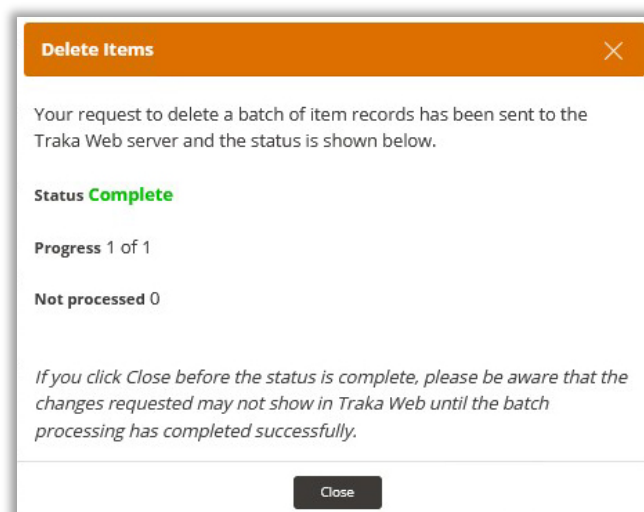 Delete Items
Your request to delete a batch of item records has been sent to the
Traka Web server and the status is shown below.
Status Complete
Progress 1 of 1
Not processed 0
If you click Close before the status is complete, please be aware that the
changes requested may not show in Traka Web until the batch
processing has completed successfully.
Close